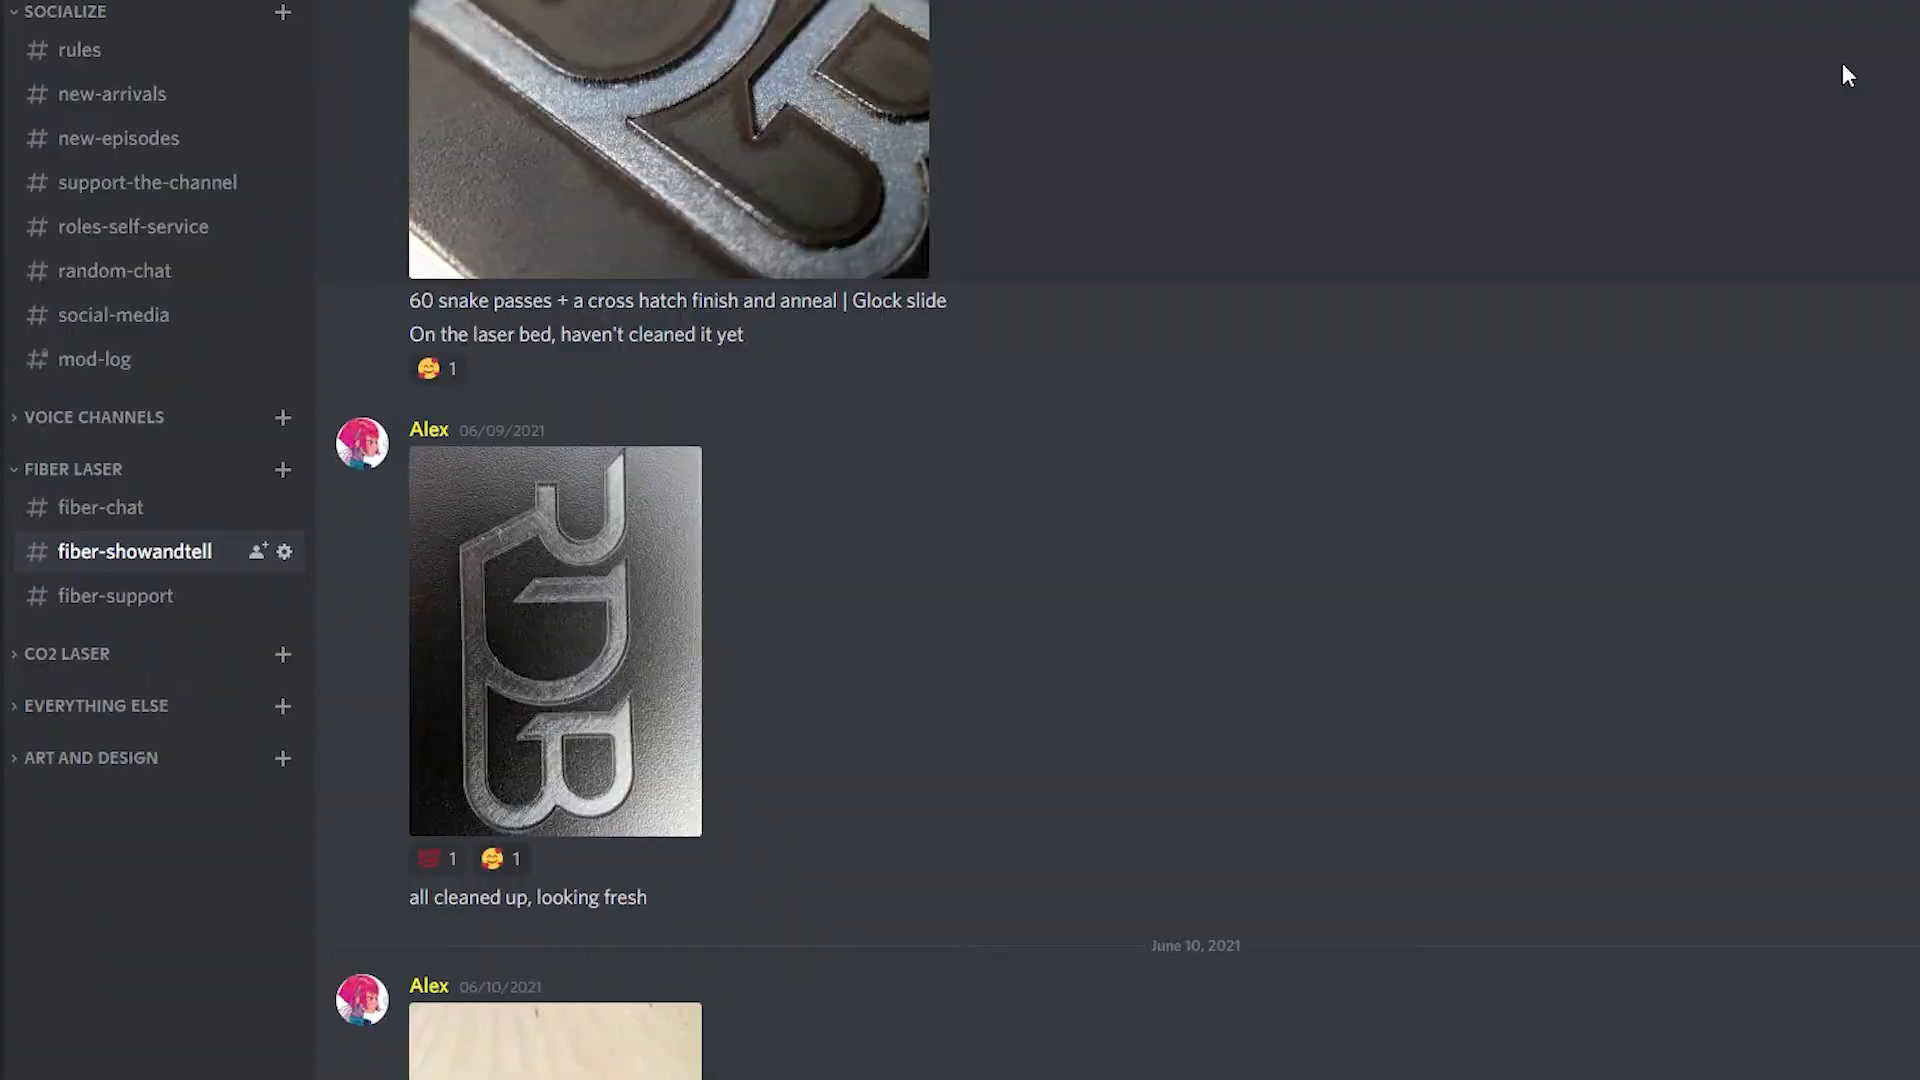 SOCIALIZE
rules
new-arrivals
new-episodes
support-the-channel
roles-self-service
random-chat
social-media
mod-log
VOICE CHANNELS
FIBER LASER
fiber-chat
fiber-showandtell
fiber-support
CO2 LASER
EVERYTHING ELSE
ART AND DESIGN
60 snake passes + a cross hatch finish and anneal | Glock slide
On the laser bed, haven't cleaned it yet
1
Alex 06/09/2021
RDB
1 1
all cleaned up, looking fresh
June 10, 2021
Alex 06/10/2021